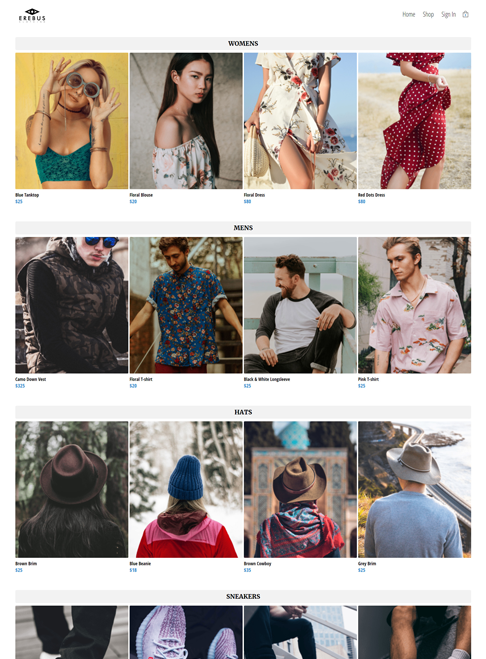 EREBUS
Home Shop Sign In
WOMENS
Blue Tanktop
$25
Floral Blouse
$20
Floral Dress
$80
Red Dots Dress
$80
MENS
Camo Down Vest
$325
Floral T-shirt
$20
Black & White Longsleeve
$25
Pink T-shirt
$25
HATS
Brown Brim
$25
Blue Beanie
$18
Brown Cowboy
$35
Grey Brim
$25
SNEAKERS